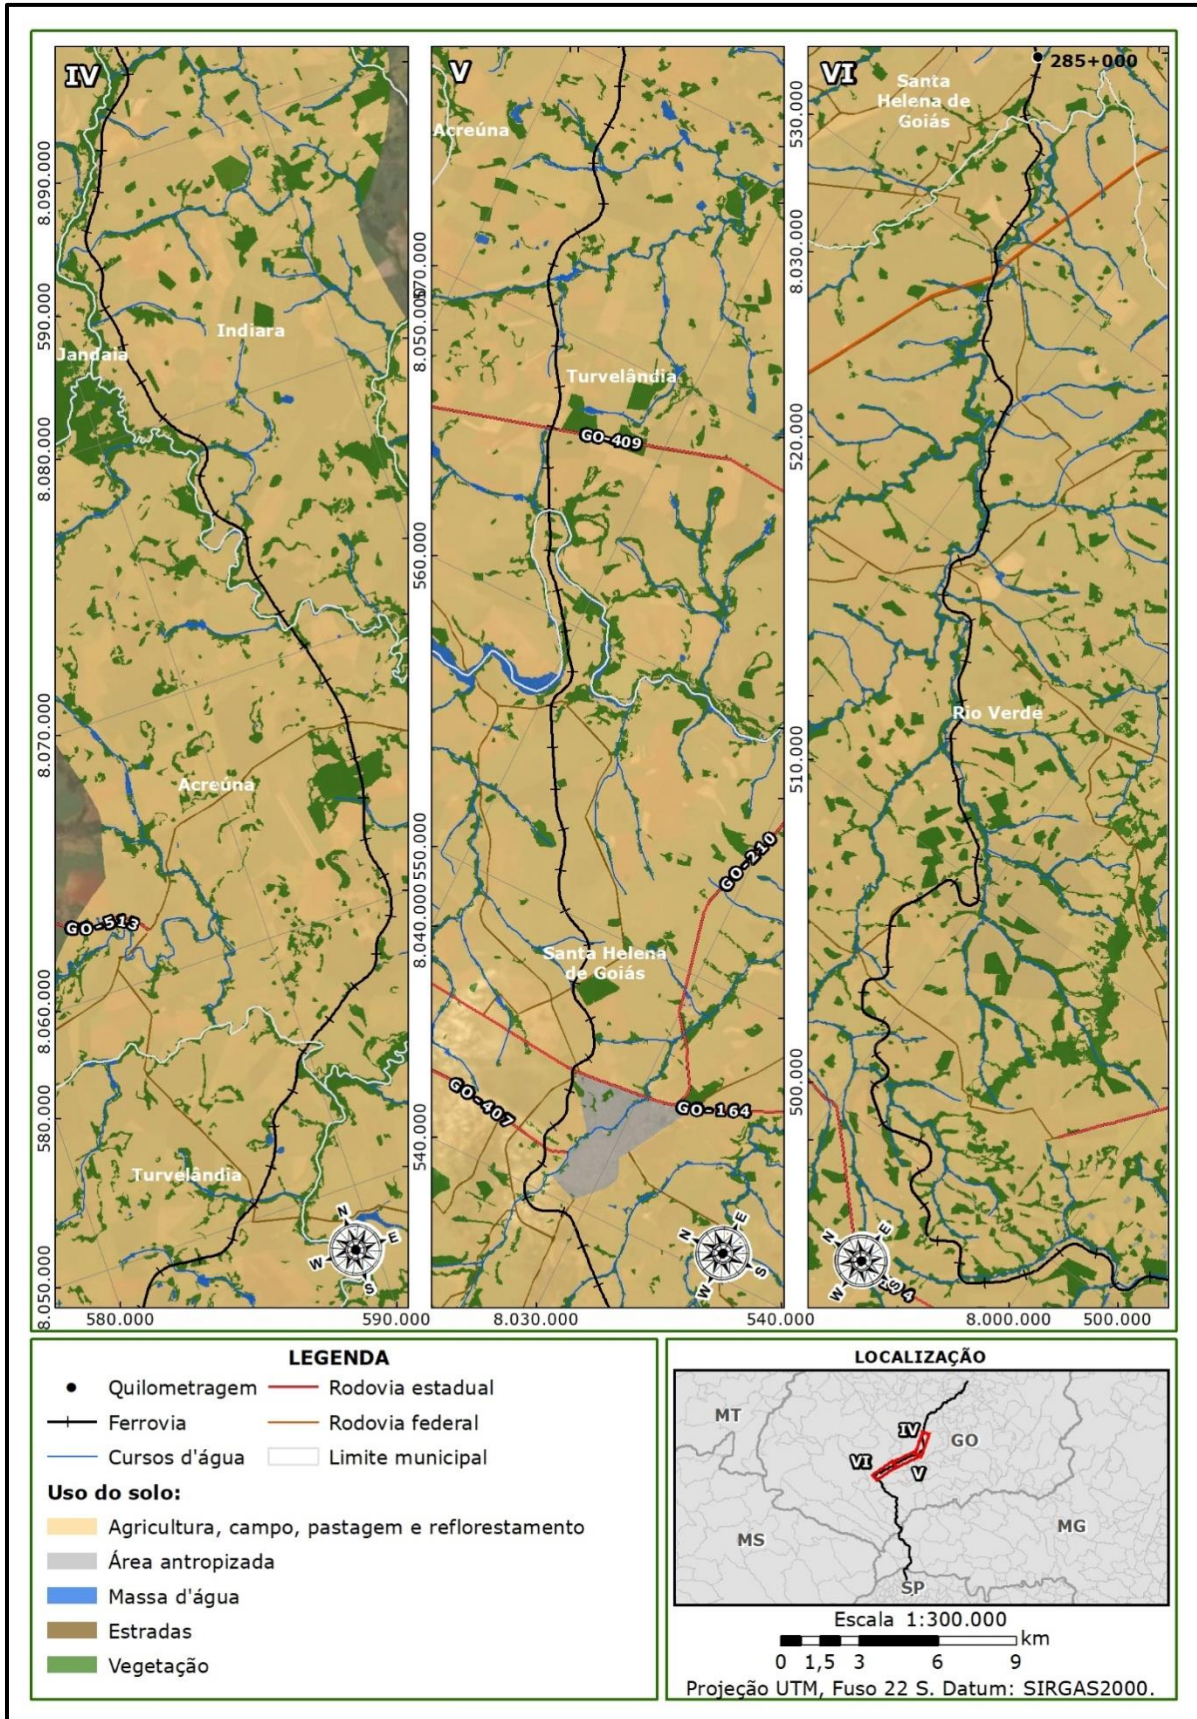 IV
8.090.000
590.000
Indiara
Jandaia
8.080.000
8.070.000
Acreúna
GO-513
8.060.000
580.000
Turvelândia
8.050.000
N
E
W
S
580.000
590.000
V
Acreúna
570.000
8.050.000
Turvelândia
GO-409
560.000
550.000
GO-210
8.040.000
Santa Helena
de Goiás
GO-407
GO-164
540.000
N
E
W
S
8.030.000
540.000
VI
285+000
Santa
Helena de
Goiás
530.000
8.030.000
520.000
Rio Verde
510.000
500.000
N
E
W
S
8.000.000
500.000
LEGENDA
Quilometragem
Rodovia estadual
Ferrovia
Rodovia federal
Cursos d'água
Limite municipal
Uso do solo:
Agricultura, campo, pastagem e reflorestamento
Área antropizada
Massa d'água
Estradas
Vegetação
LOCALIZAÇÃO
MT
IV
GO
VI
V
MS
MG
SP
Escala 1:300.000
km
0 1,5 3 6 9
Projeção UTM, Fuso 22 S. Datum: SIRGAS2000.